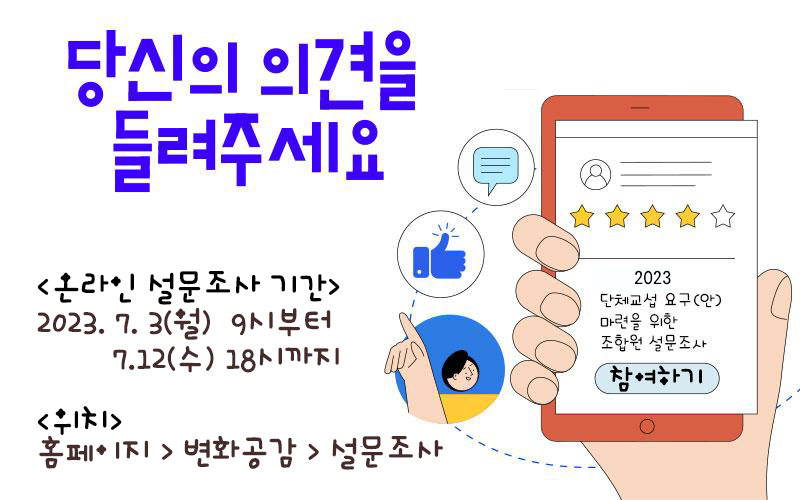 당신의 의견을
들려주세요
<온라인 설문조사 기간>
2023. 7. 3(월) 9시부터
7.12(수) 18시까지
<위치>
홈페이지 > 변화공감 > 설문조사
2023
단체교섭 요구(안)
마련을 위한
조합원 설문조사
참여하기